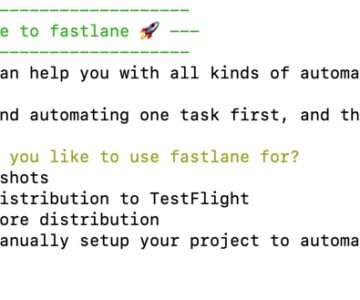 ------------------
e to fastlane 🚀 ---
------------------
an help you with all kinds of automa
nd automating one task first, and th
you like to use fastlane for?
shots
istribution to TestFlight
ore distribution
anually setup your project to automa